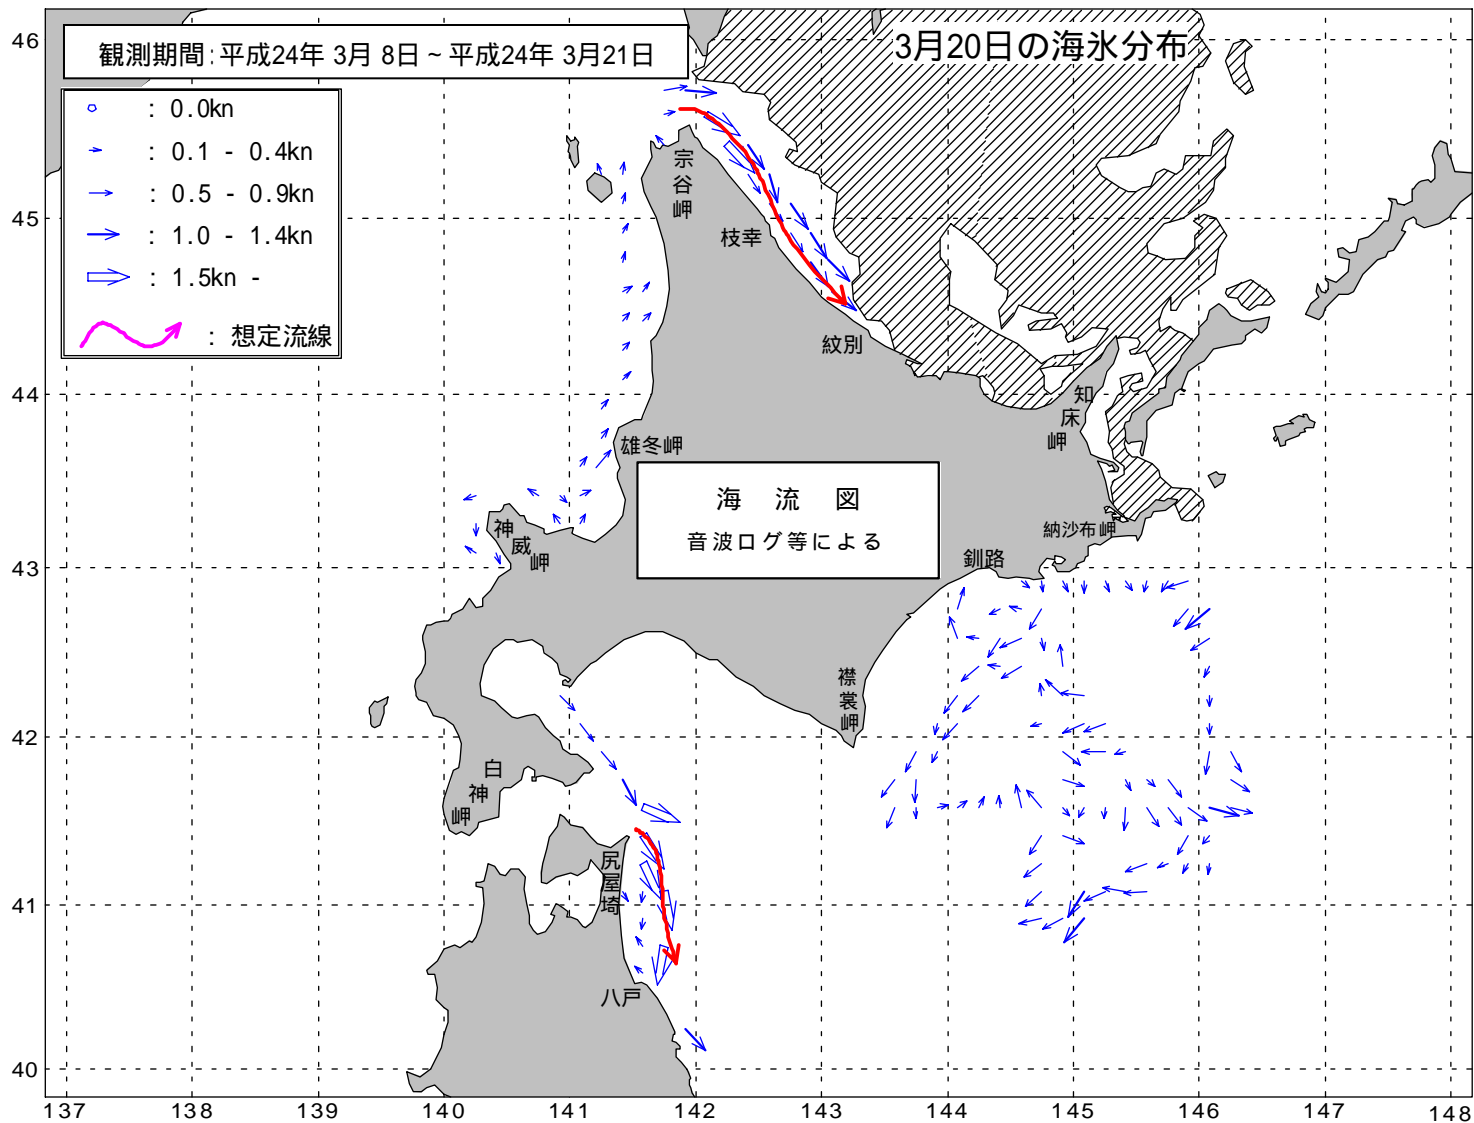 観測期間:平成24年 3月 8日~平成24年 3月21日
3月20日の海氷分布
: 0.0kn
: 0.1 - 0.4kn
: 0.5 - 0.9kn
: 1.0 - 1.4kn
: 1.5kn -
: 想定流線
宗谷岬
枝幸
紋別
知床岬
雄冬岬
海 流 図
音波ログ等による
神威岬
納沙布岬
釧路
襟裳岬
白神岬
尻屋埼
八戸
46
45
44
43
42
41
40
137 138 139 140 141 142 143 144 145 146 147 148